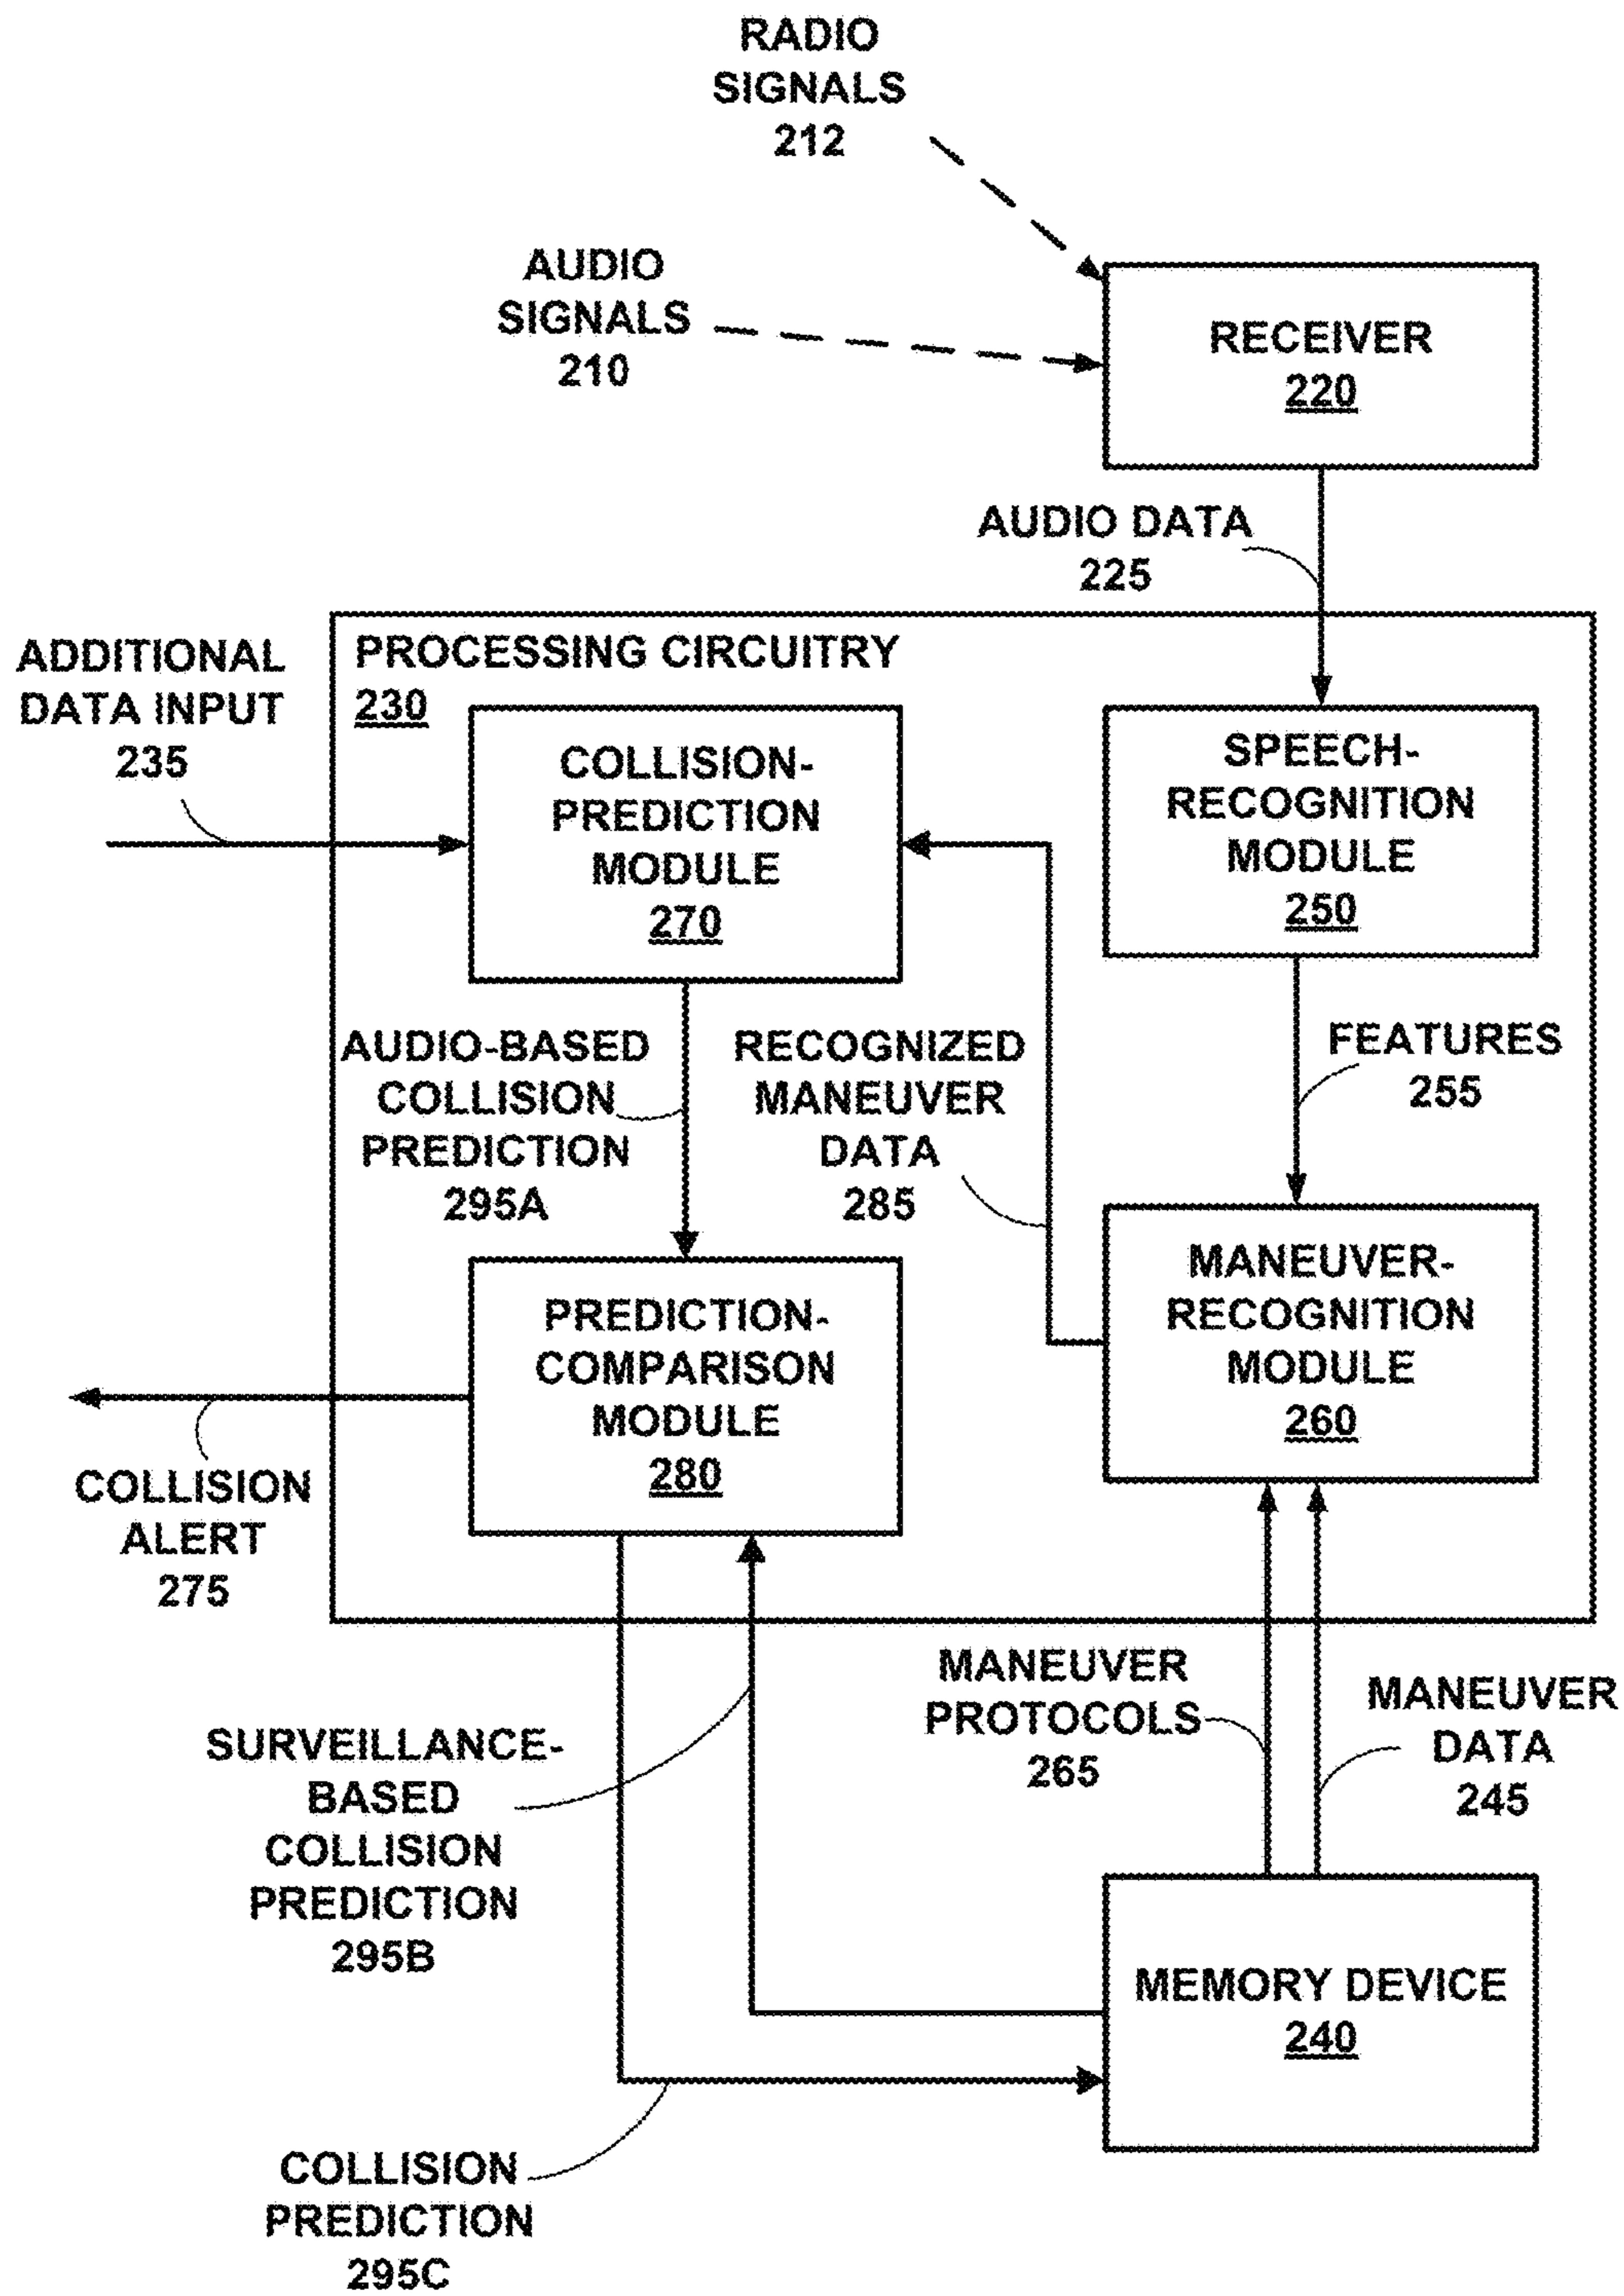 RADIO
SIGNALS
212
AUDIO
SIGNALS
210
RECEIVER
220
AUDIO DATA
225
ADDITIONAL
DATA INPUT
235
PROCESSING CIRCUITRY
230
COLLISION-
PREDICTION
MODULE
270
SPEECH-
RECOGNITION
MODULE
250
AUDIO-BASED
COLLISION
PREDICTION
295A
RECOGNIZED
MANEUVER
DATA
285
FEATURES
255
PREDICTION-
COMPARISON
MODULE
280
MANEUVER-
RECOGNITION
MODULE
260
COLLISION
ALERT
275
SURVEILLANCE-
BASED
COLLISION
PREDICTION
295B
MANEUVER
PROTOCOLS
265
MANEUVER
DATA
245
MEMORY DEVICE
240
COLLISION
PREDICTION
295C